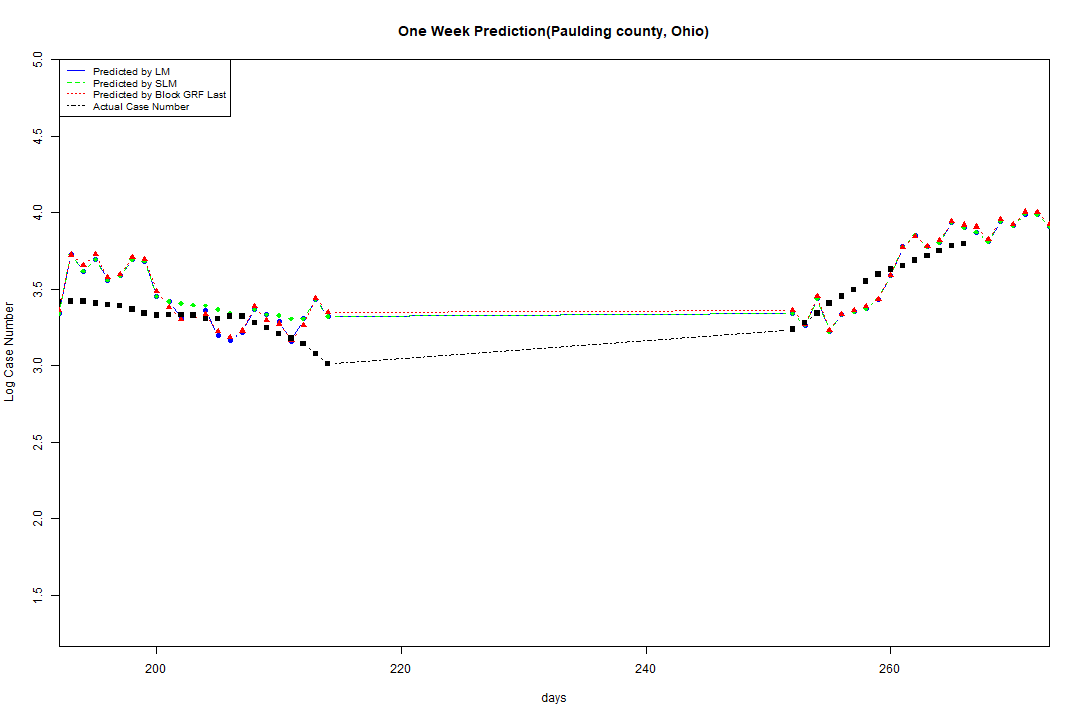 One Week Prediction(Paulding county, Ohio)
Predicted by LM
Predicted by SLM
Predicted by Block GRF Last
Actual Case Number
5.0
4.5
4.0
3.5
3.0
2.5
2.0
1.5
Log Case Number
200
220
240
260
days